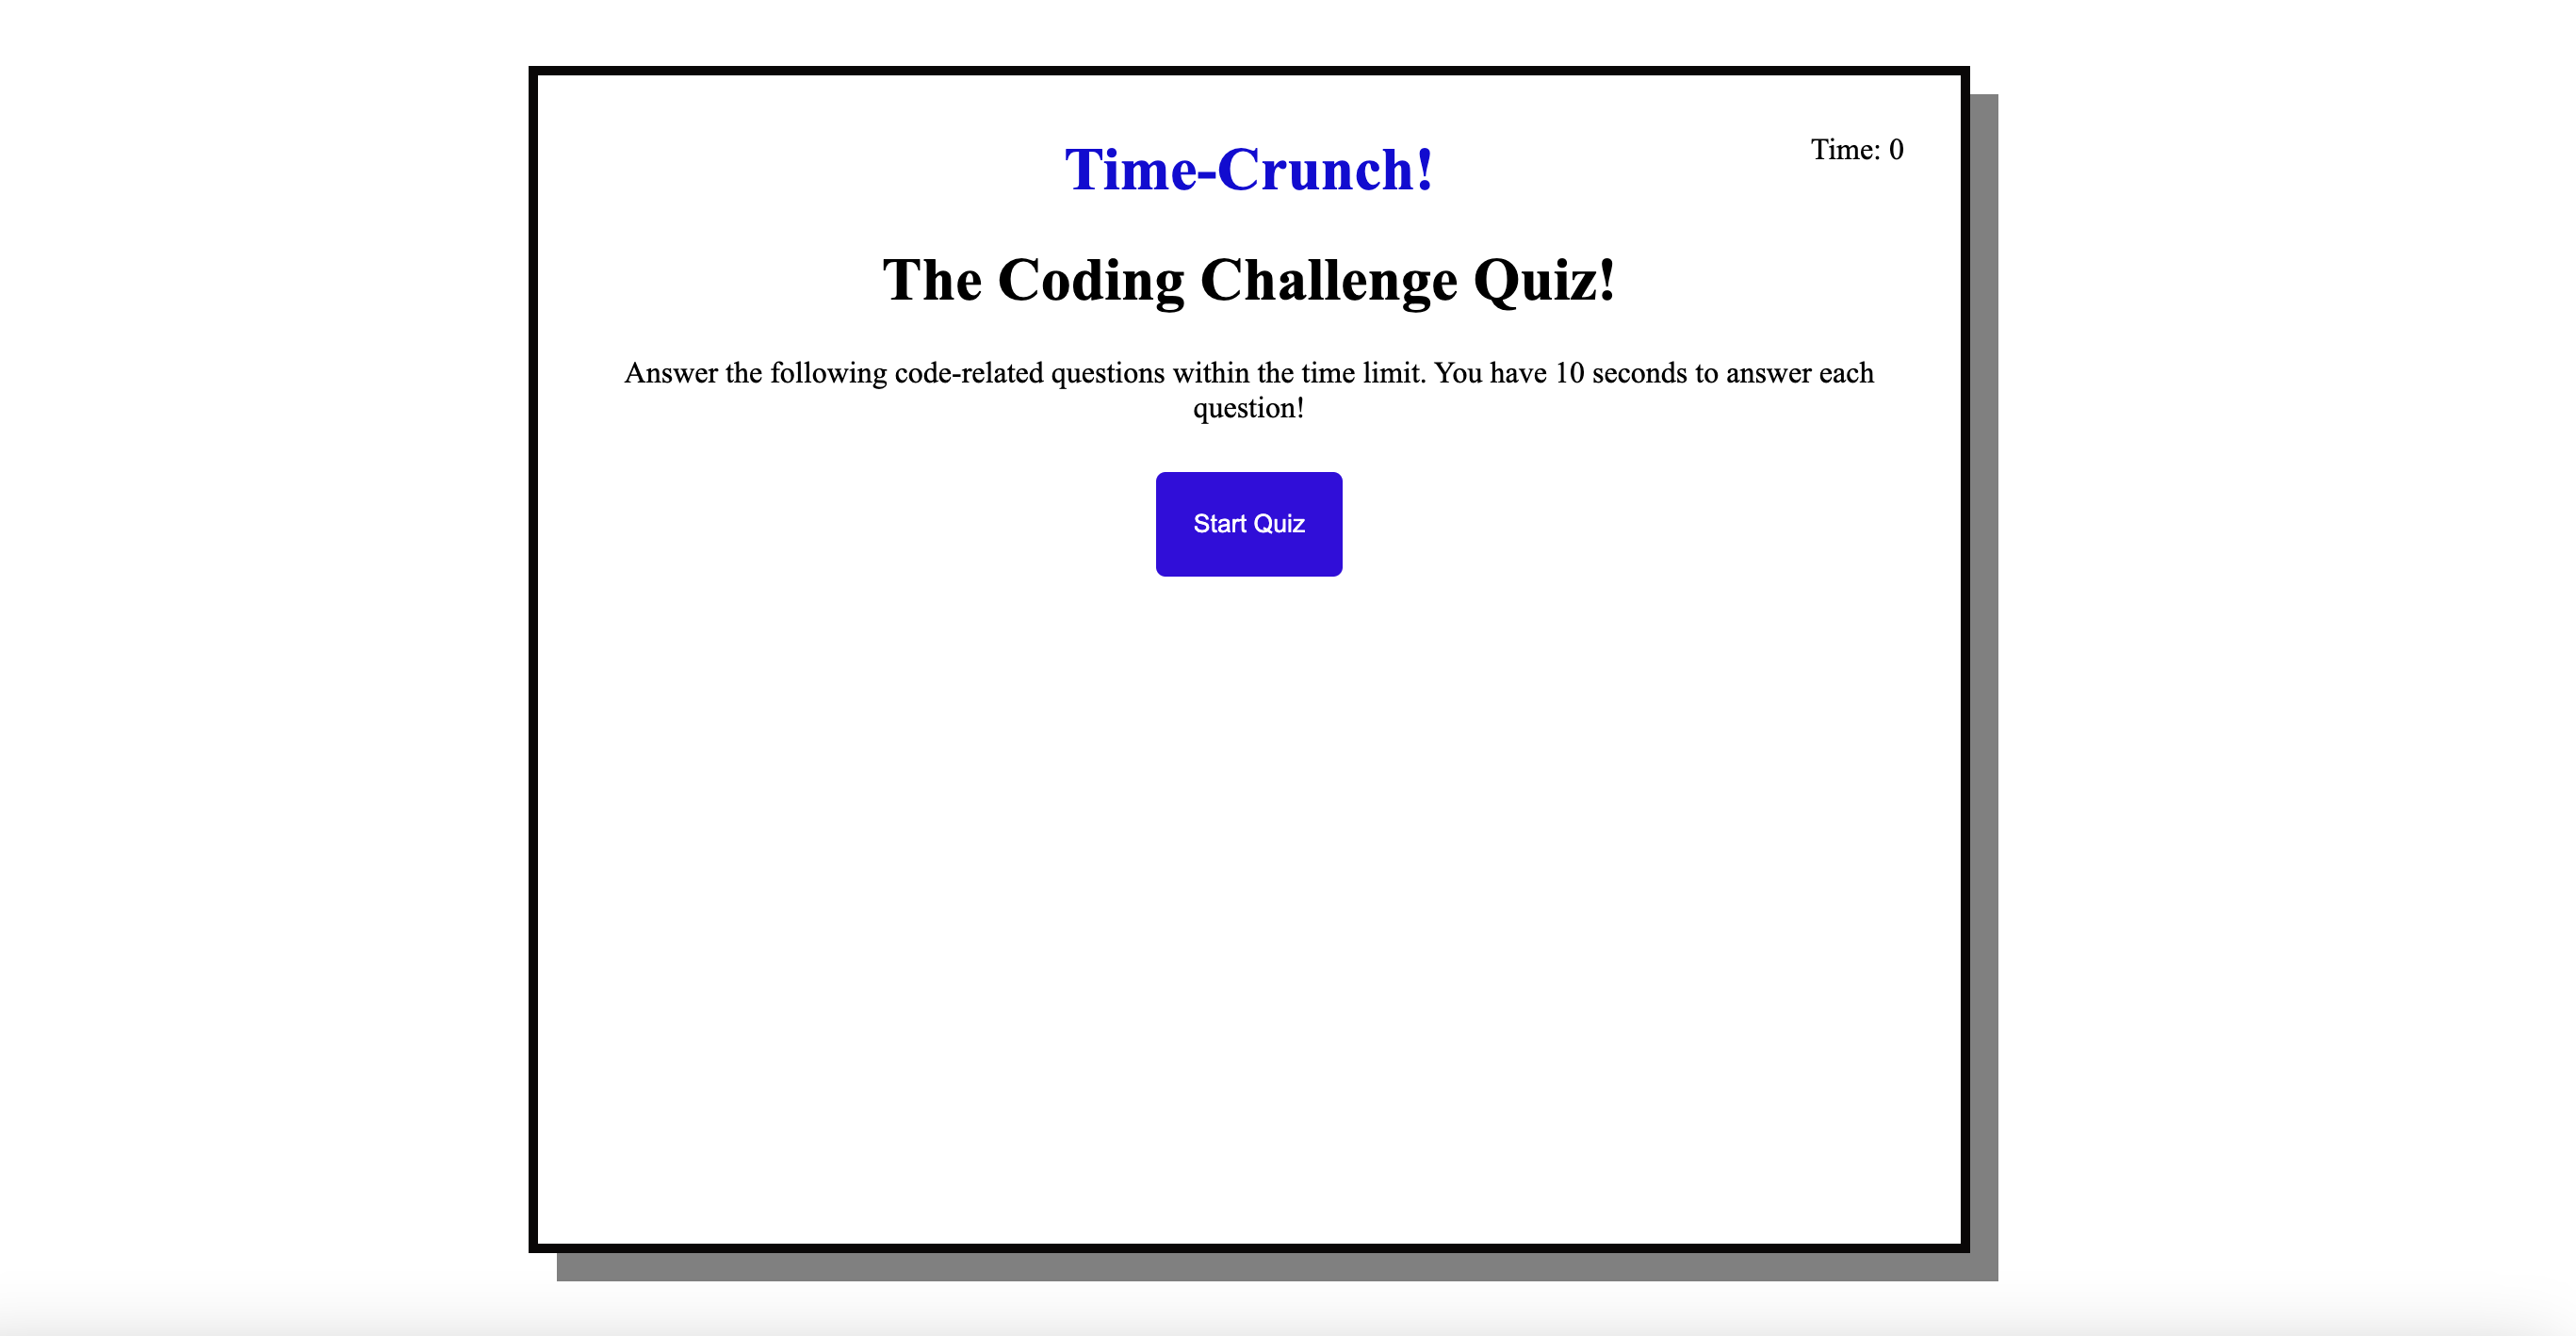 Time-Crunch!
Time: 0
The Coding Challenge Quiz!
Answer the following code-related questions within the time limit. You have 10 seconds to answer each
question!
Start Quiz